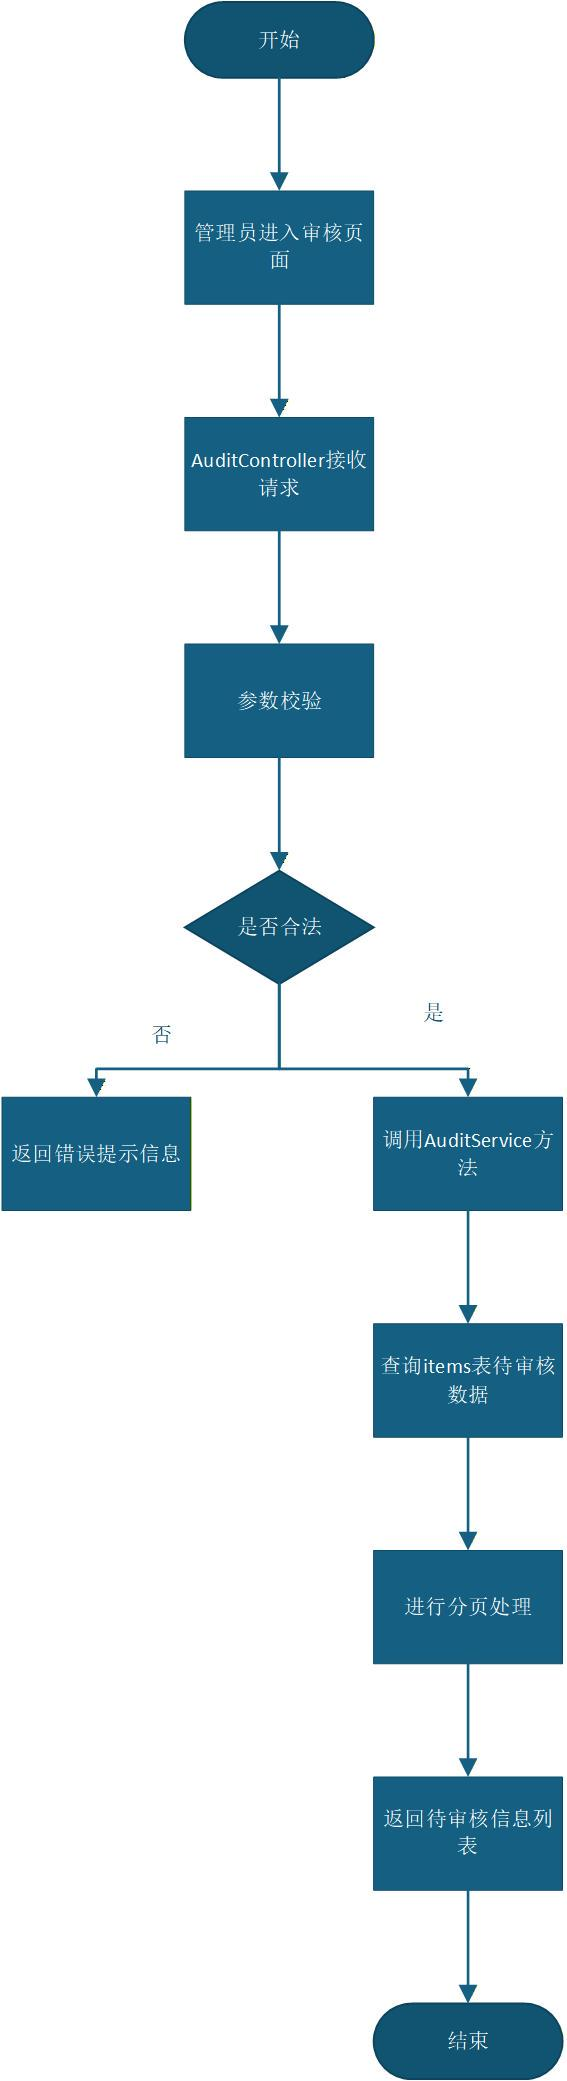 开始
管理员进入审核页
面
AuditController接收
请求
参数校验
是否合法
是
否
返回错误提示信息
调用AuditService方
法
查询items表待审核
数据
进行分页处理
返回待审核信息列
表
结束